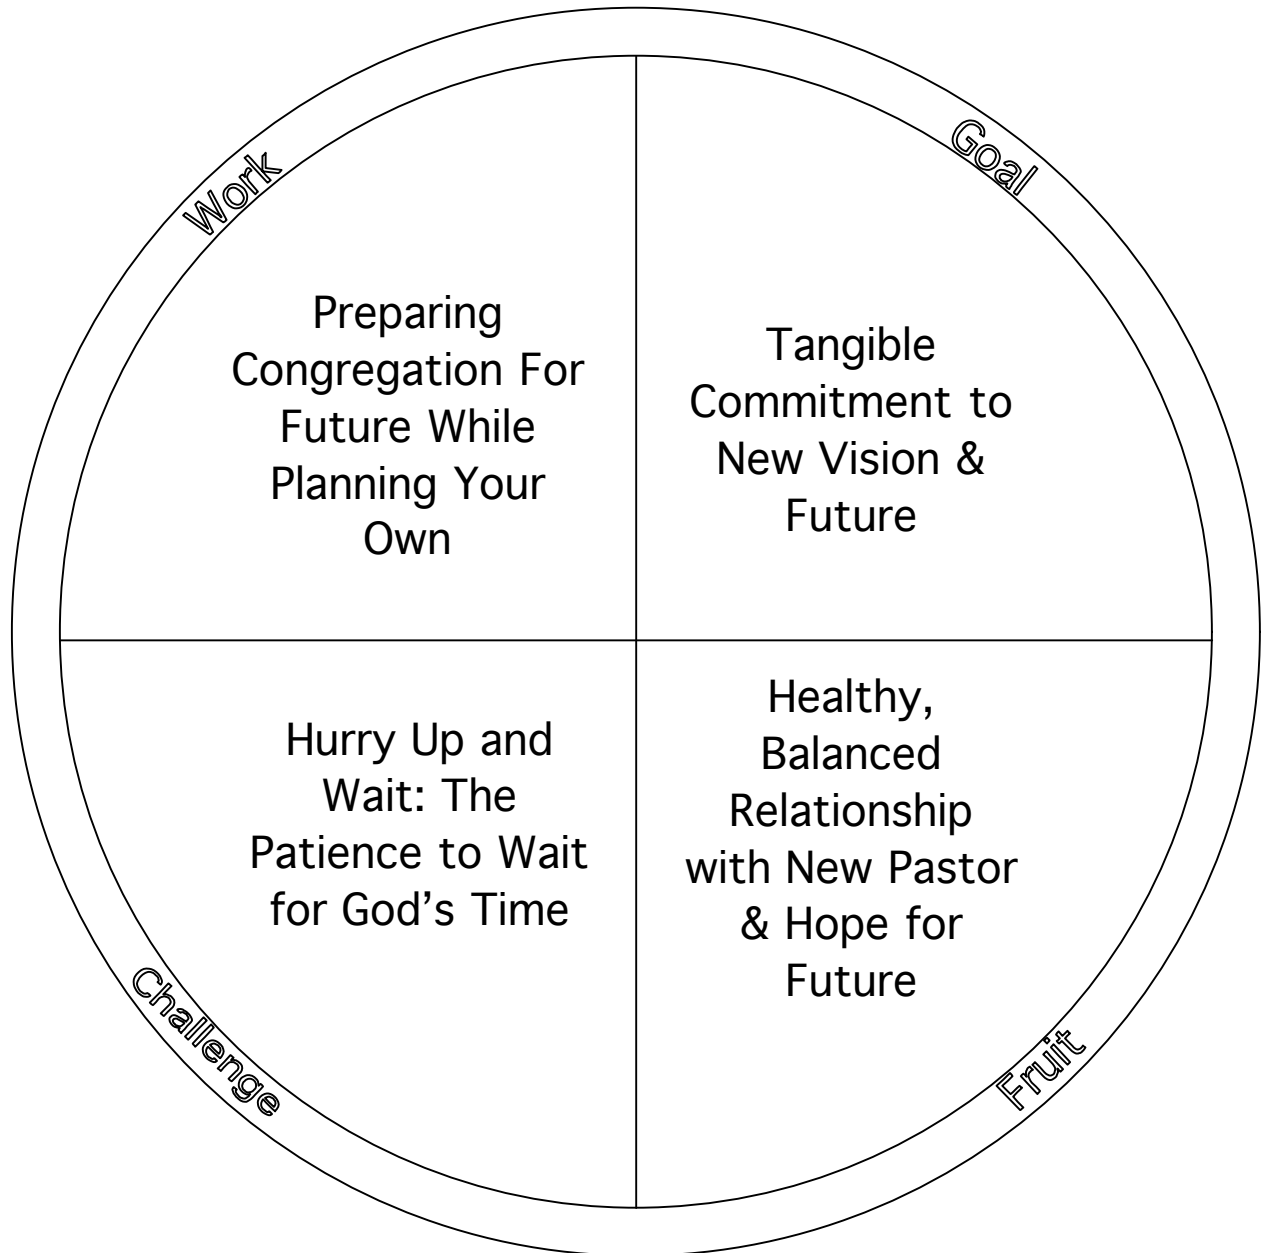 Work
Preparing
Congregation For
Future While
Planning Your
Own
Goal
Tangible
Commitment to
New Vision &
Future
Challenge
Hurry Up and
Wait: The
Patience to Wait
for God’s Time
Fruit
Healthy,
Balanced
Relationship
with New Pastor
& Hope for
Future